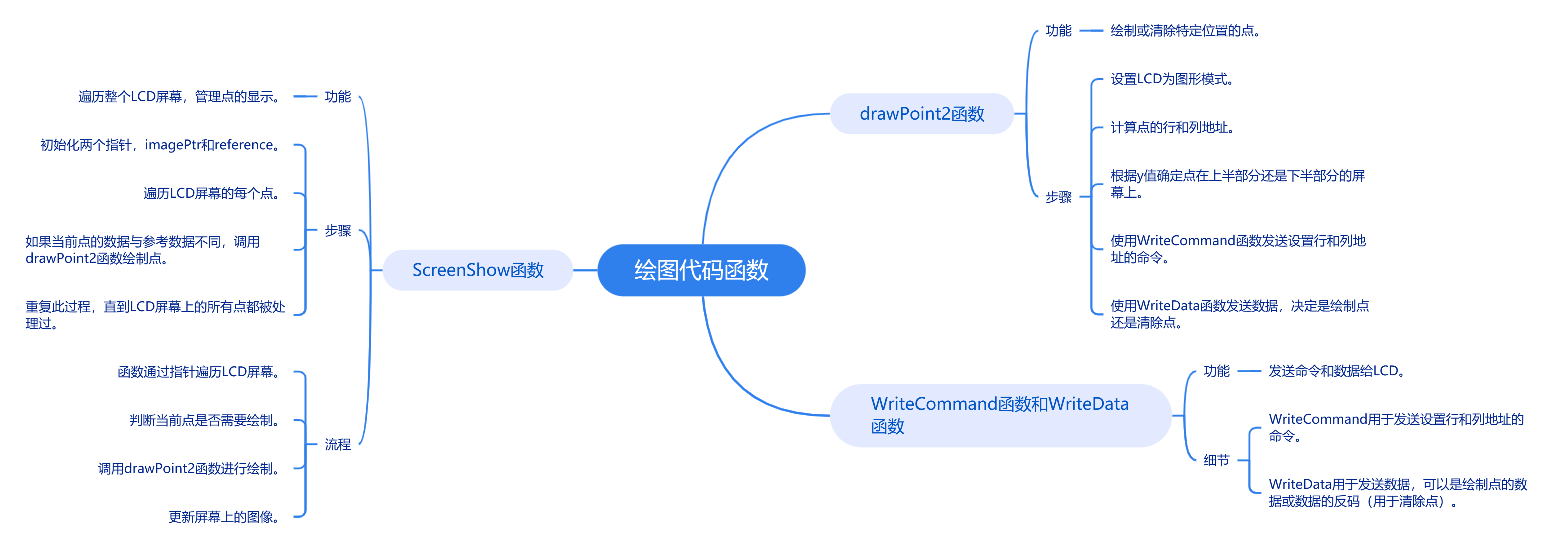 绘图代码函数
drawPoint2函数
功能
绘制或清除特定位置的点。
步骤
设置LCD为图形模式。
计算点的行和列地址。
根据y值确定点在上半部分还是下半部分的屏
幕上。
使用WriteCommand函数发送设置行和列地
址的命令。
使用WriteData函数发送数据，决定是绘制点
还是清除点。
WriteCommand函数和WriteData
函数
功能
发送命令和数据给LCD。
细节
WriteCommand用于发送设置行和列地址的
命令。
WriteData用于发送数据，可以是绘制点的数
据或数据的反码（用于清除点）。
ScreenShow函数
功能
遍历整个LCD屏幕，管理点的显示。
步骤
初始化两个指针，imagePtr和reference。
遍历LCD屏幕的每个点。
如果当前点的数据与参考数据不同，调用
drawPoint2函数绘制点。
重复此过程，直到LCD屏幕上的所有点都被处
理过。
流程
函数通过指针遍历LCD屏幕。
判断当前点是否需要绘制。
调用drawPoint2函数进行绘制。
更新屏幕上的图像。